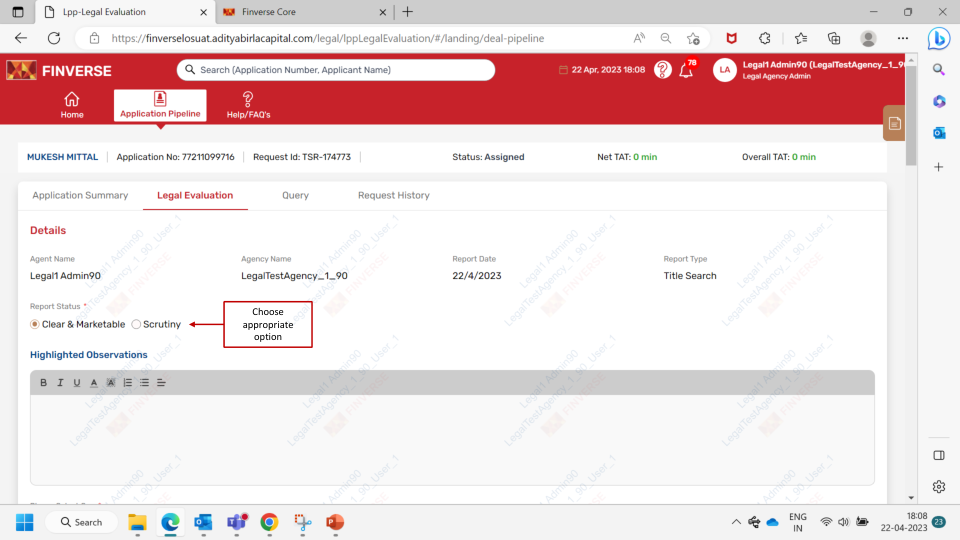 Lpp-Legal Evaluation
Finverse Core
https://finverselosuat.adityabirlacapital.com/legal/lppLegalEvaluation/#/landing/deal-pipeline
FINVERSE
Search (Application Number, Applicant Name)
22 Apr, 2023 18:08
78
LA
Legal1 Admin90 (LegalTestAgency_1_9
Legal Agency Admin
Home
Application Pipeline
Help/FAQ's
MUKESH MITTAL
Application No: 77211099716
Request Id: TSR-174773
Status: Assigned
Net TAT: 0 min
Overall TAT: 0 min
Application Summary
Legal Evaluation
Query
Request History
Details
Agent Name
Agency Name
Report Date
Report Type
Legal1 Admin90
LegalTestAgency_1_90
22/4/2023
Title Search
Report Status *
Clear & Marketable
Scrutiny
Choose
appropriate
option
Highlighted Observations
B I U A A
Legal1 Admin90
LegalTestAgency_1_90_User_1
FINVERSE
Search
ENG
IN
18:08
22-04-2023
23